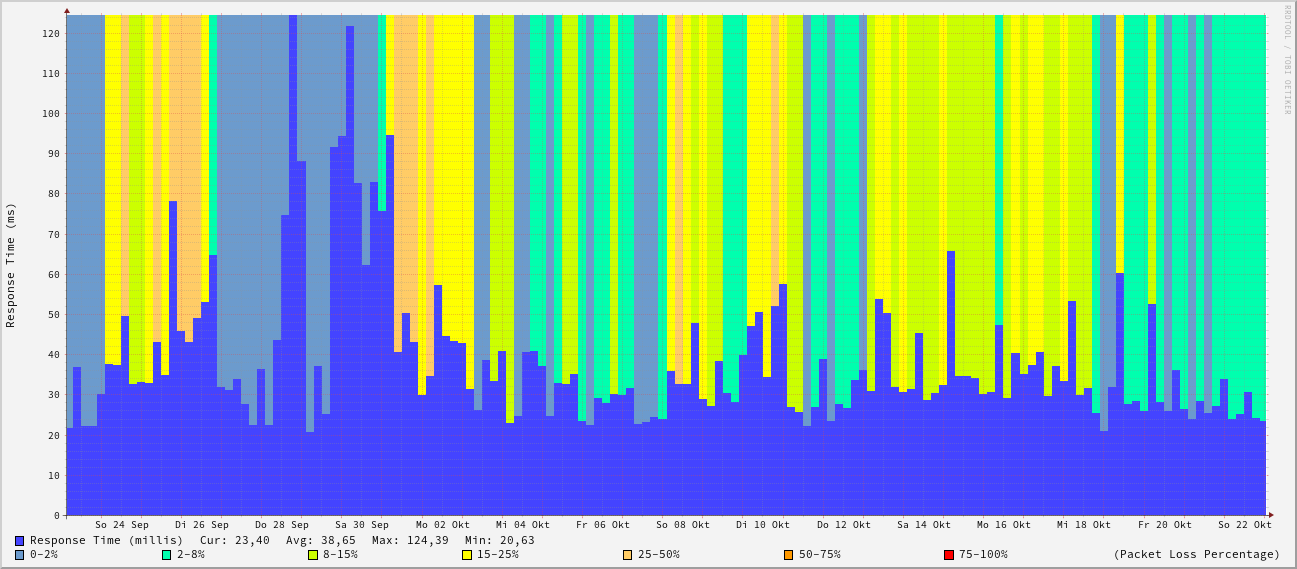 RRDTOOL / TOBI OETIKER
Response Time (ms)
120
110
100
90
80
70
60
50
40
30
20
10
0
So 24 Sep Di 26 Sep Do 28 Sep Sa 30 Sep Mo 02 Okt Mi 04 Okt Fr 06 Okt So 08 Okt Di 10 Okt Do 12 Okt Sa 14 Okt Mo 16 Okt Mi 18 Okt Fr 20 Okt So 22 Okt
Response Time (millis) Cur: 23,40 Avg: 38,65 Max: 124,39 Min: 20,63
0-2% 2-8% 8-15% 15-25% 25-50% 50-75% 75-100% (Packet Loss Percentage)